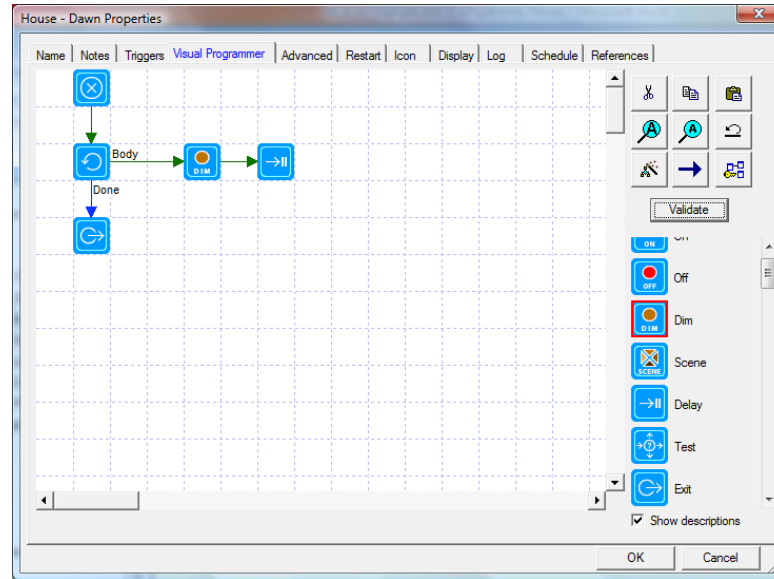 House - Dawn Properties
Name Notes Triggers Visual Programmer Advanced Restart Icon Display Log Schedule References
Body
DIM
Done
A A
Validate
ON On
OFF Off
DIM Dim
SCENE Scene
Delay
? Test
Exit
Show descriptions
OK Cancel